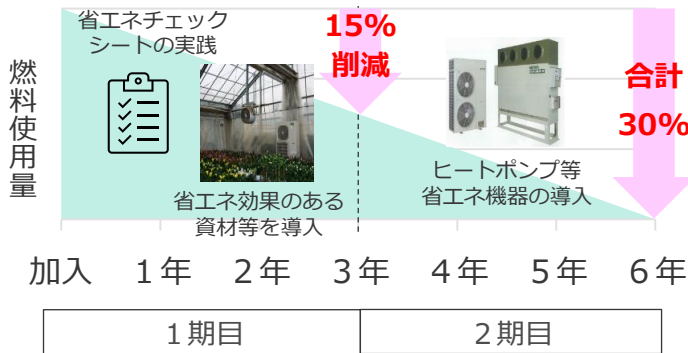 省エネチェック
シートの実践
15%
削減
燃料使用量
合計
30%
省エネ効果のある
資材等を導入
ヒートポンプ等
省エネ機器の導入
加入 1年 2年 3年 4年 5年 6年
1期目 2期目